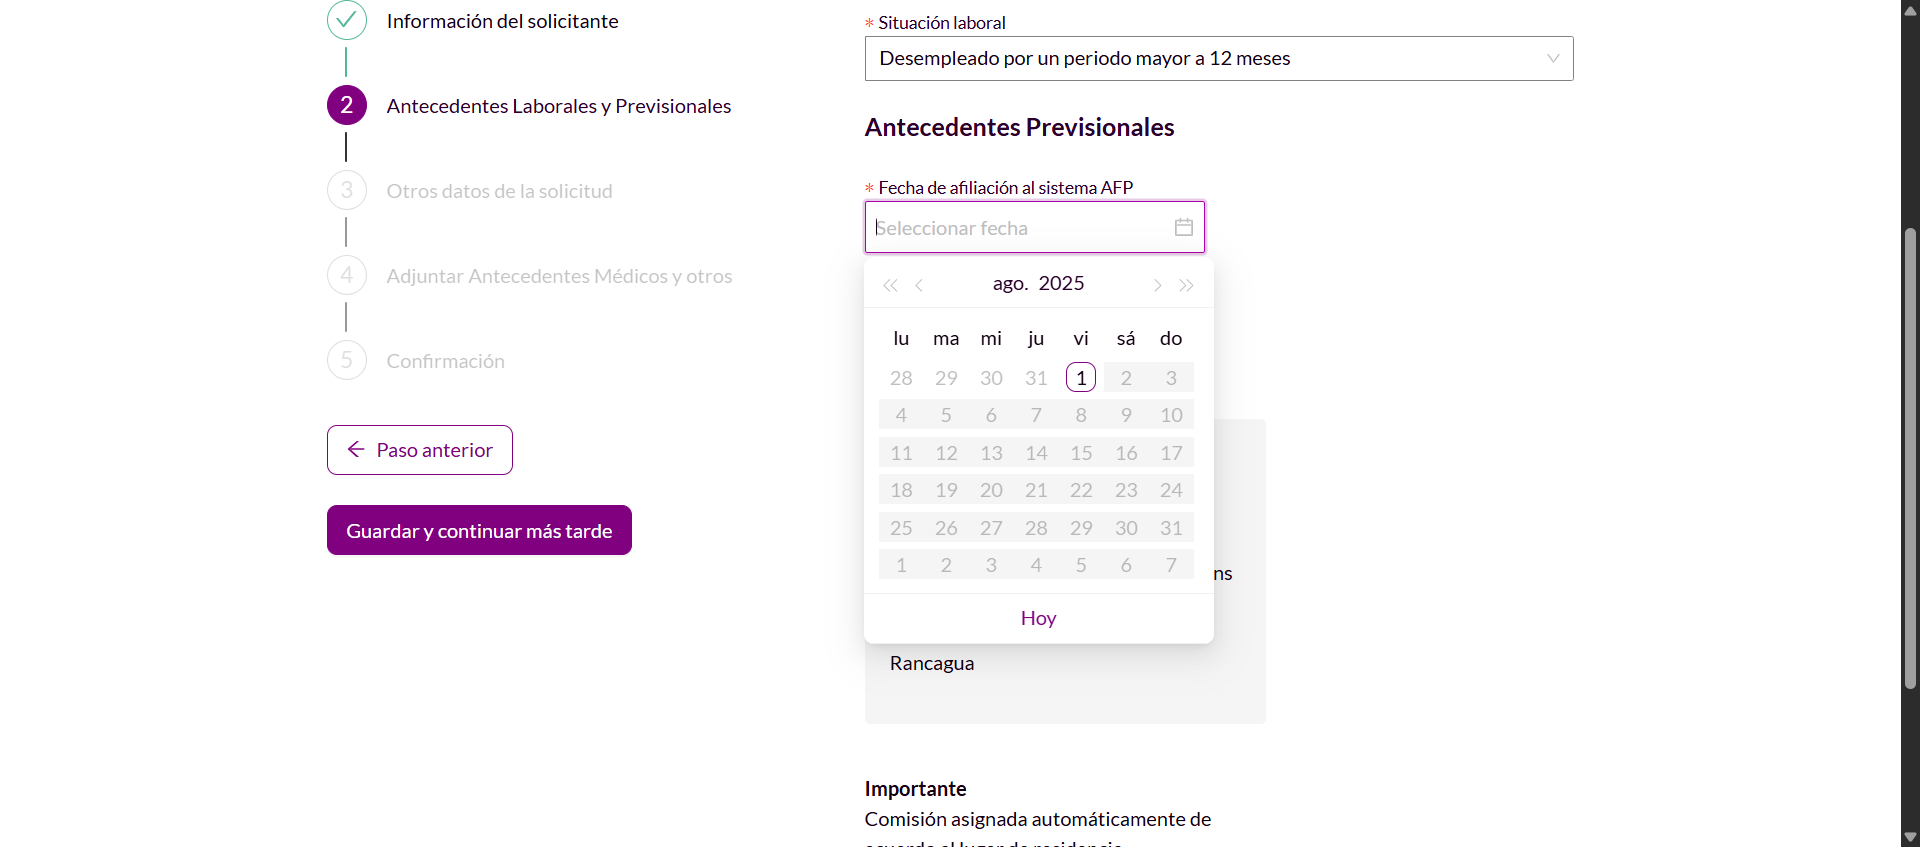 Información del solicitante
2 Antecedentes Laborales y Previsionales
3 Otros datos de la solicitud
4 Adjuntar Antecedentes Médicos y otros
5 Confirmación
Paso anterior
Guardar y continuar más tarde
* Situación laboral
Desempleado por un periodo mayor a 12 meses
Antecedentes Previsionales
* Fecha de afiliación al sistema AFP
Seleccionar fecha
ago. 2025
lu ma mi ju vi sá do
28 29 30 31 1 2 3
4 5 6 7 8 9 10
11 12 13 14 15 16 17
18 19 20 21 22 23 24
25 26 27 28 29 30 31
1 2 3 4 5 6 7
Hoy
ns
Rancagua
Importante
Comisión asignada automáticamente de
acuerdo al lugar de residencia